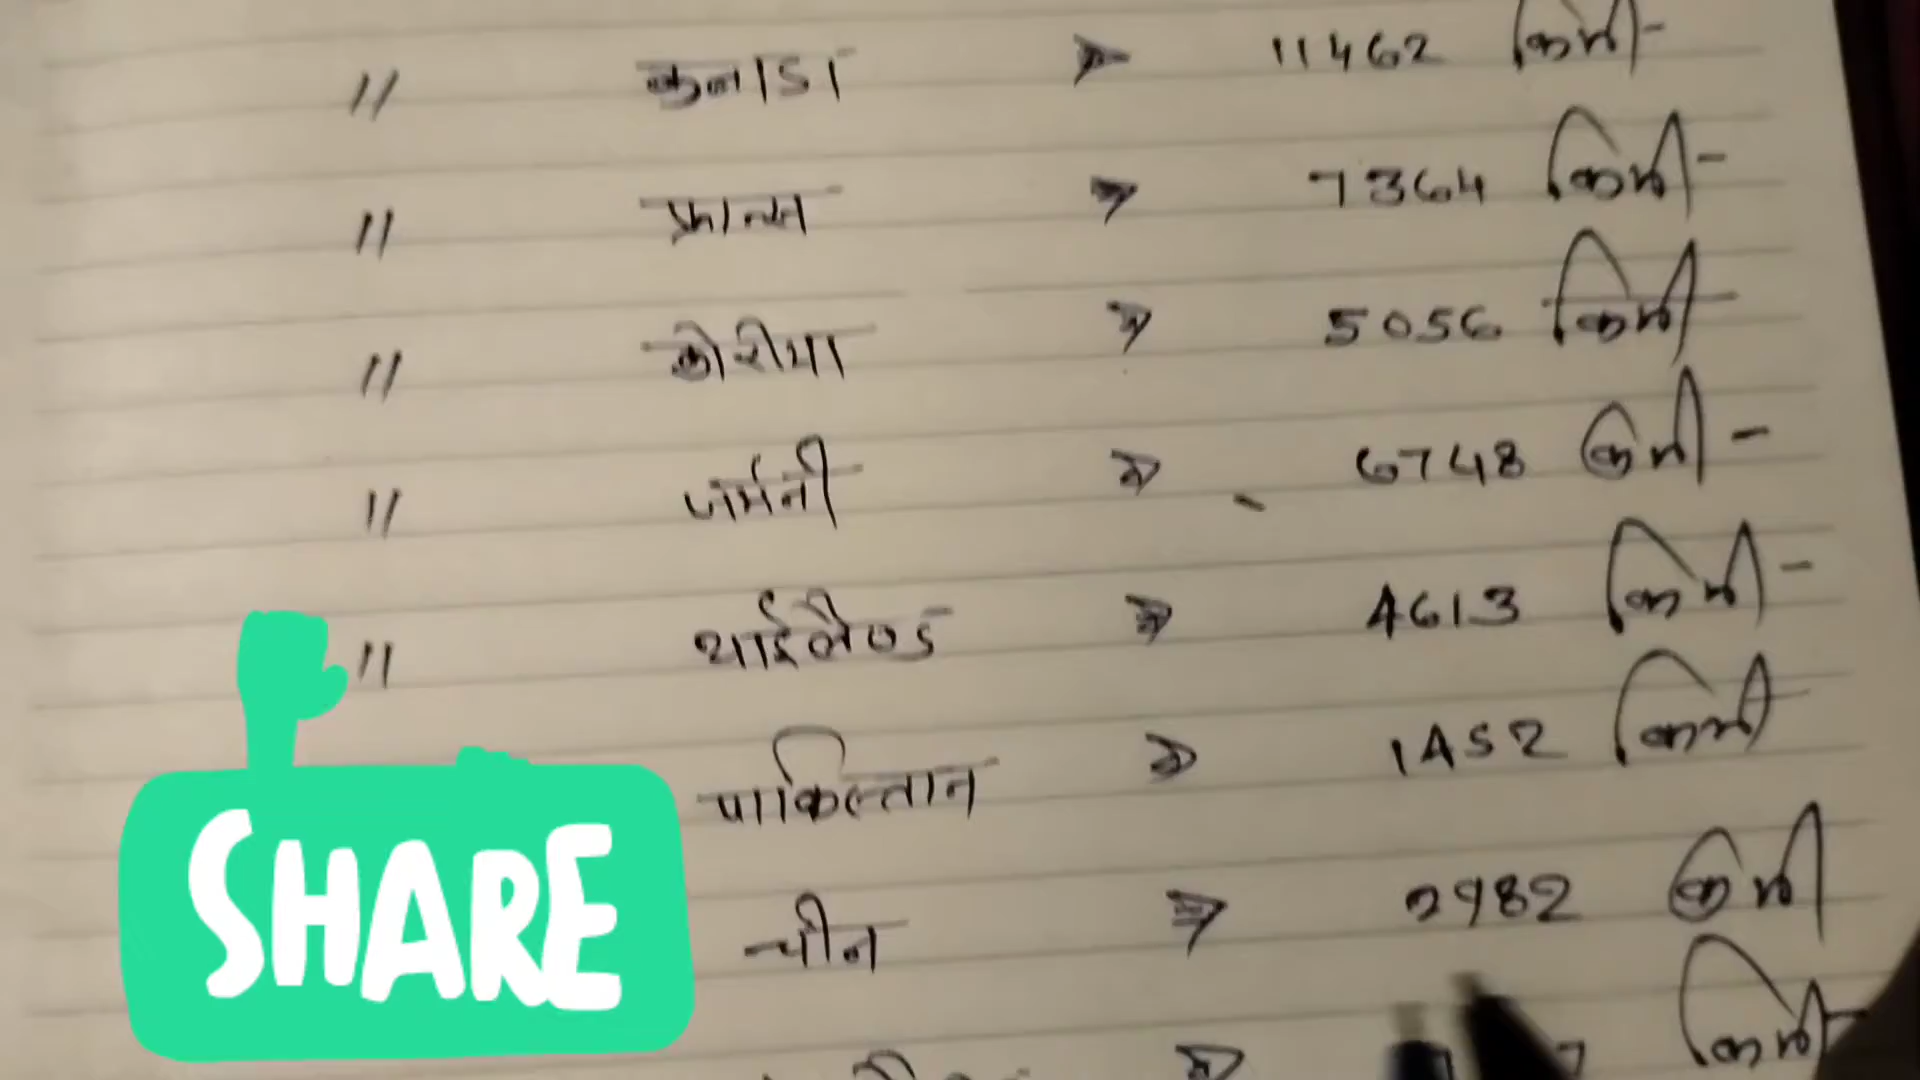 " कनाडा → 11462 किमी-
" फ्रान्स → 7364 किमी-
" कोरीया → 5056 किमी
" जर्मनी → 6748 किमी-
" थाईलैण्ड → 4613 किमी-
पाकिस्तान → 1452 किमी
चीन → 2982 किमी
किमी
SHARE